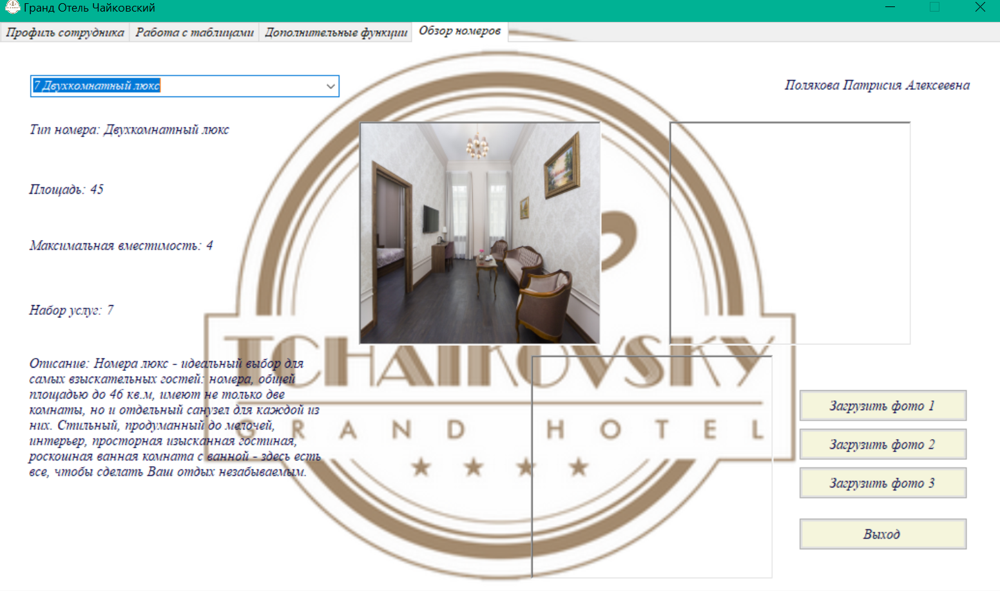 Гранд Отель Чайковский
Профиль сотрудника
Работа с таблицами
Дополнительные функции
Обзор номеров
7 Двухкомнатный люкс
Полякова Патрисия Алексеевна
Тип номера: Двухкомнатный люкс
Площадь: 45
Максимальная вместимость: 4
Набор услуг: 7
TCHAIKOVSKY
GRAND HOTEL
Описание: Номера люкс - идеальный выбор для
самых взыскательных гостей: номера, общей
площадью до 46 кв.м, имеют не только две
комнаты, но и отдельный санузел для каждой из
них. Стильный, продуманный до мелочей,
интерьер, просторная изысканная гостиная,
роскошная ванная комната с ванной - здесь есть
все, чтобы сделать Ваш отдых незабываемым.
Загрузить фото 1
Загрузить фото 2
Загрузить фото 3
Выход